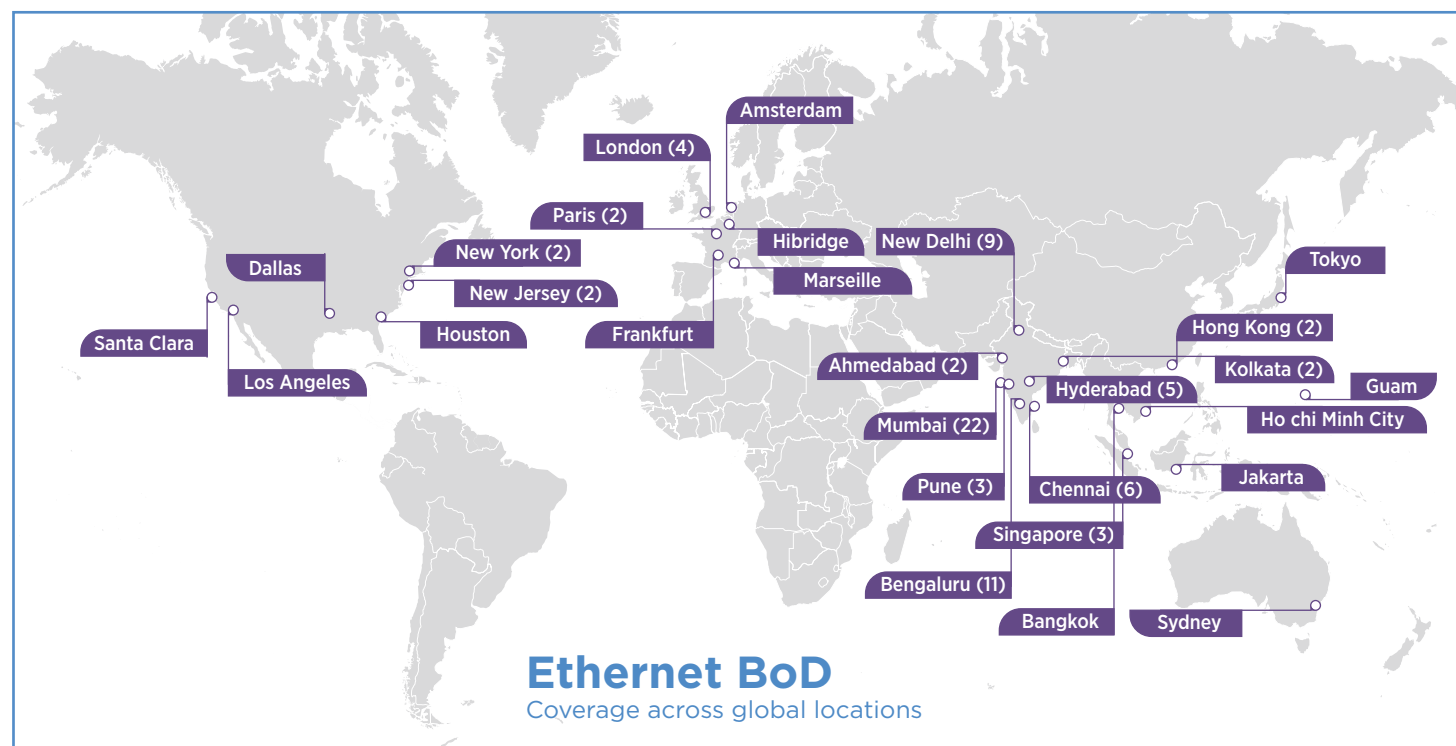 Amsterdam
London (4)
Paris (2)
Hibridge
New Delhi (9)
New York (2)
Tokyo
Dallas
Marseille
New Jersey (2)
Hong Kong (2)
Houston
Frankfurt
Santa Clara
Ahmedabad (2)
Kolkata (2)
Los Angeles
Hyderabad (5)
Guam
Mumbai (22)
Ho chi Minh City
Pune (3)
Chennai (6)
Jakarta
Singapore (3)
Bengaluru (11)
Bangkok
Sydney
Ethernet BoD
Coverage across global locations